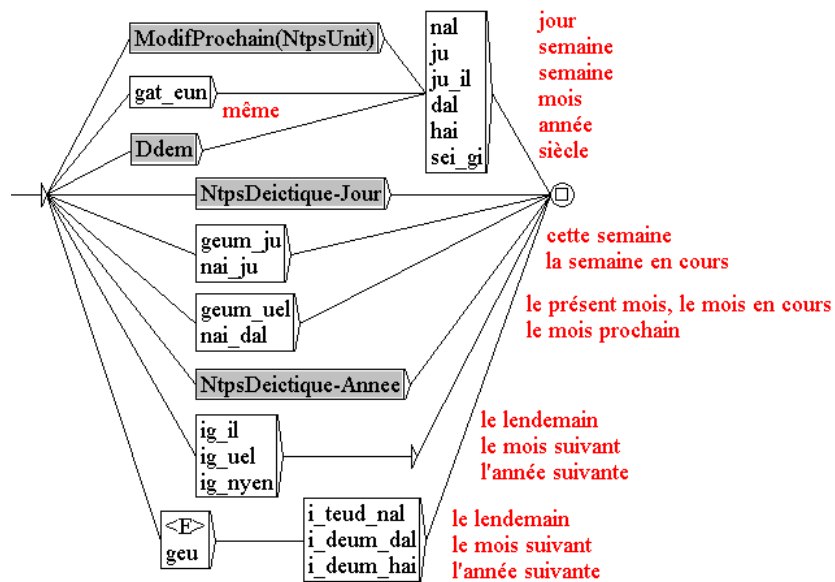 ModifProchain(NtpsUnit)
gat_eun
même
Ddem
nal
ju
ju_il
dal
hai
sei_gi
jour
semaine
semaine
mois
année
siècle
NtpsDeictique-Jour
geum_ju
nai_ju
cette semaine
la semaine en cours
geum_uel
nai_dal
le présent mois, le mois en cours
le mois prochain
NtpsDeictique-Annee
ig_il
ig_uel
ig_nyen
le lendemain
le mois suivant
l'année suivante
<E>
geu
i_teud_nal
i_deum_dal
i_deum_hai
le lendemain
le mois suivant
l'année suivante